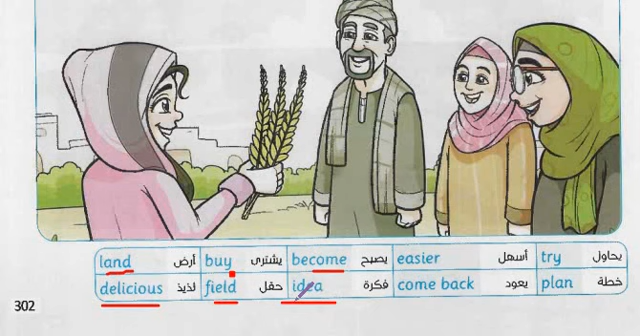 land أرض buy يشترى become يصبح easier أسهل try يحاول
delicious لذيذ field حقل idea فكرة come back يعود plan خطة
302